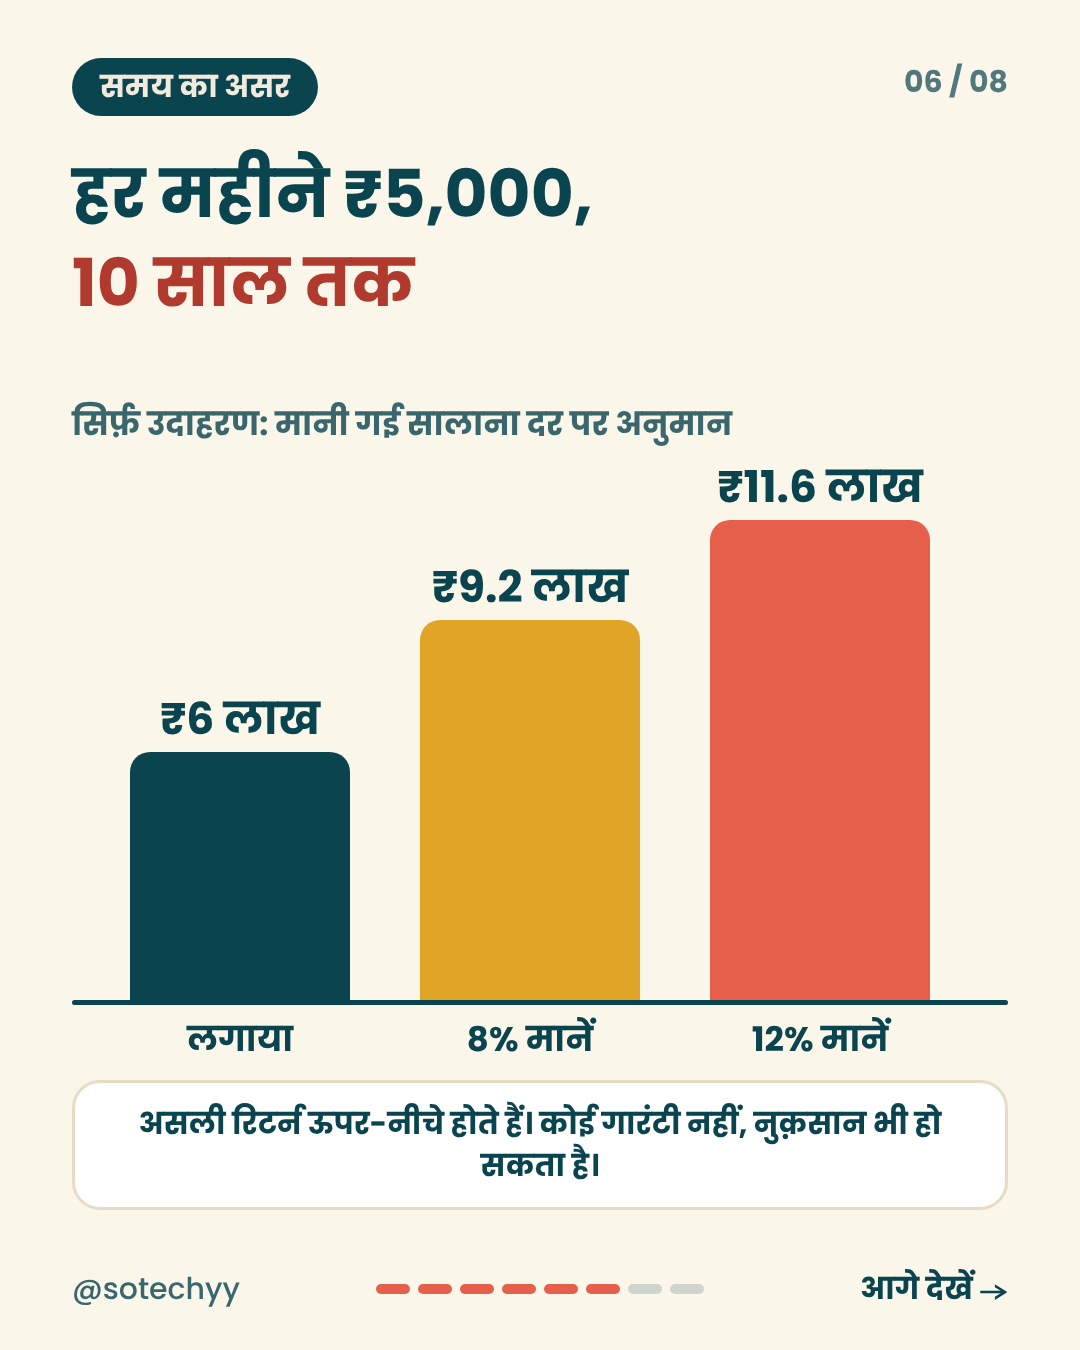 समय का असर
06 / 08
हर महीने ₹5,000,
10 साल तक
सिर्फ़ उदाहरण: मानी गई सालाना दर पर अनुमान
₹11.6 लाख
₹9.2 लाख
₹6 लाख
लगाया
8% मानें
12% मानें
असली रिटर्न ऊपर-नीचे होते हैं। कोई गारंटी नहीं, नुक़सान भी हो
सकता है।
@sotechyy
आगे देखें →